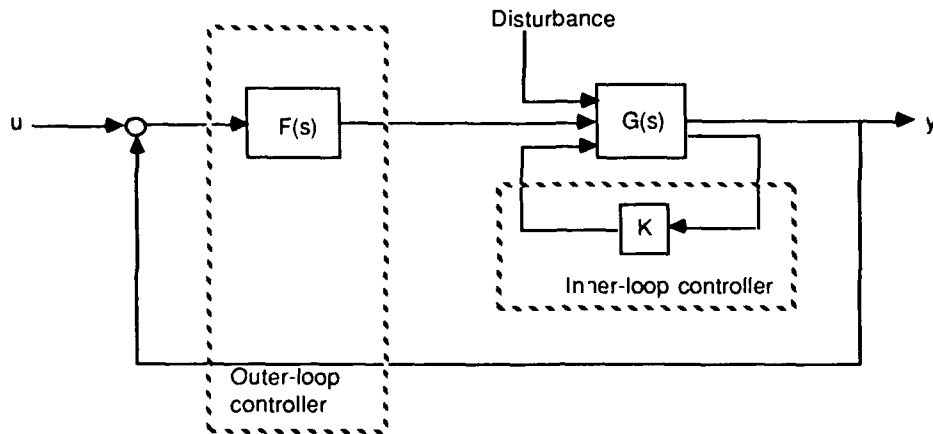 Disturbance
u
F(s)
G(s)
y
K
Inner-loop controller
Outer-loop
controller